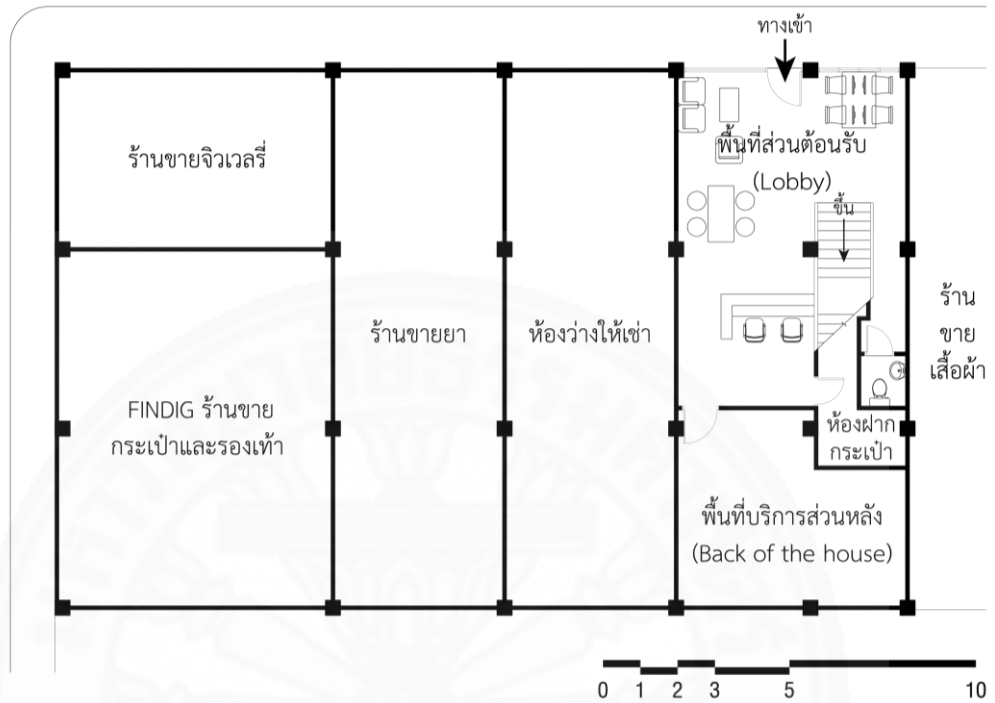 ทางเข้า
ร้านขายจิวเวลรี่
พื้นที่ส่วนต้อนรับ
(Lobby)
ขึ้น
ร้านขายยา
ห้องว่างให้เช่า
ร้าน
ขาย
เสื้อผ้า
FINDIG ร้านขาย
กระเป๋าและรองเท้า
ห้องฝาก
กระเป๋า
พื้นที่บริการส่วนหลัง
(Back of the house)
0 1 2 3 5 10